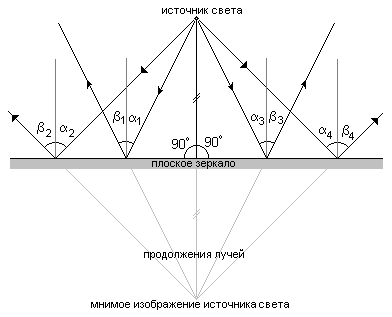 источник света
β₂ α₂ β₁ α₁ α₃ β₃ α₄ β₄
90° 90°
плоское зеркало
продолжения лучей
мнимое изображение источника света